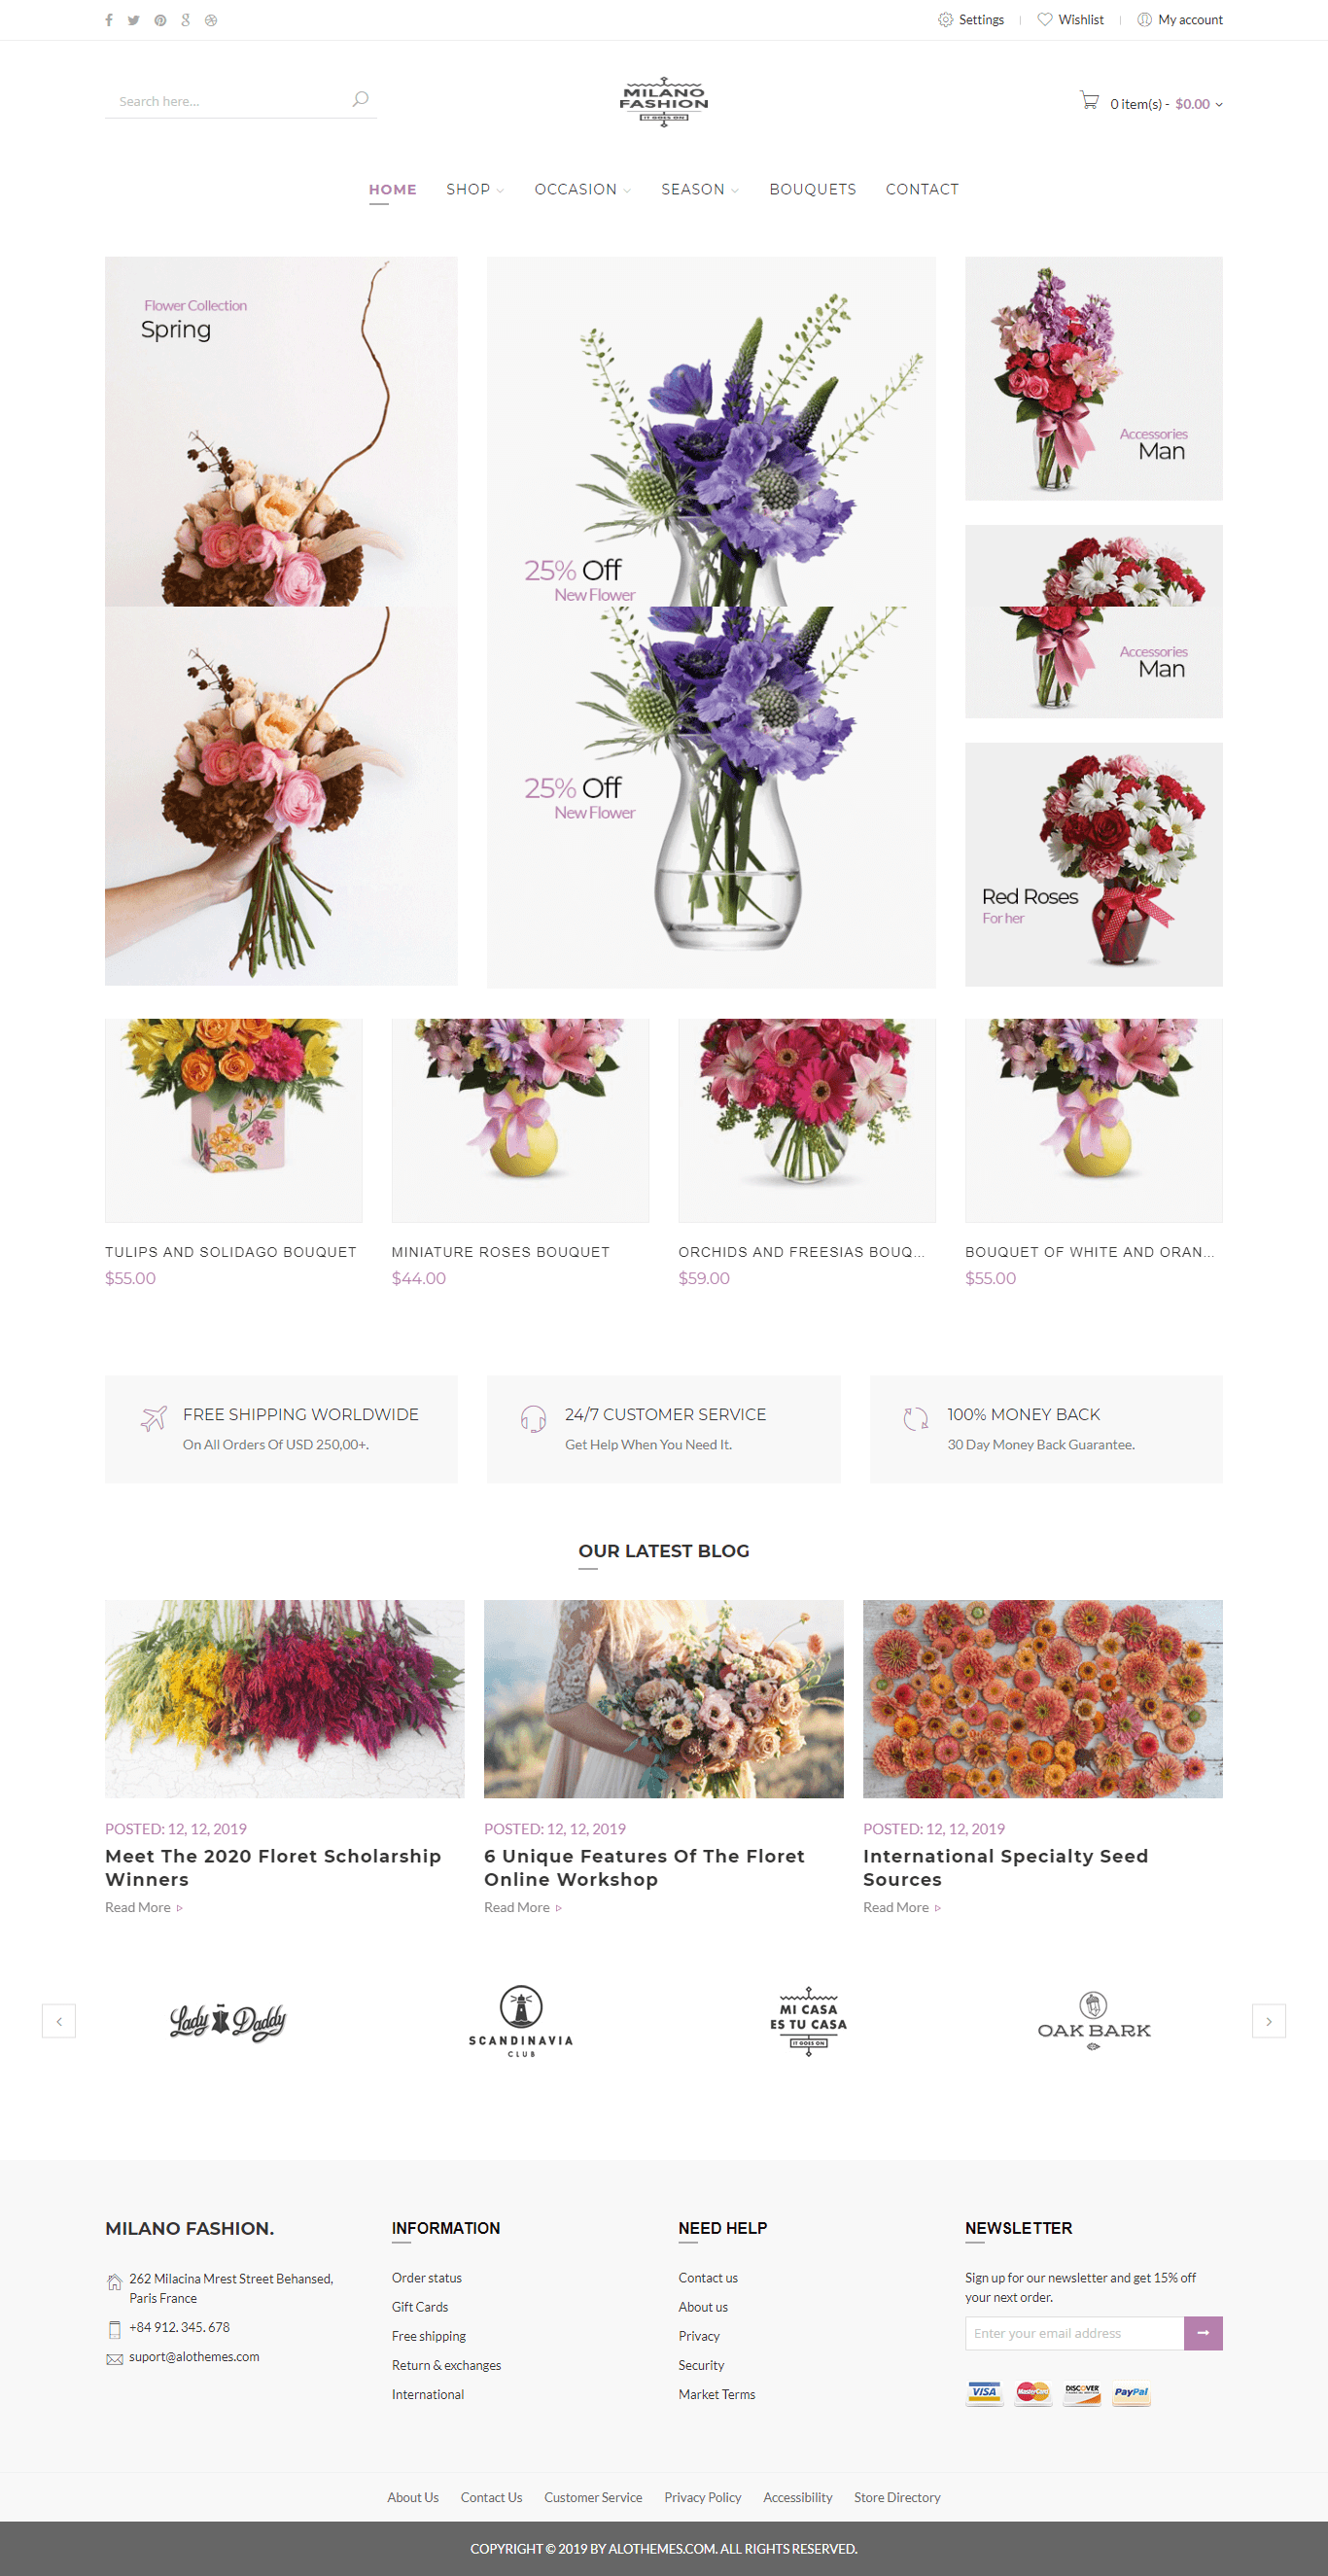 Settings
Wishlist
My account
Search here...
MILANO
FASHION
IT GOES ON
0 item(s) - $0.00
HOME SHOP OCCASION SEASON BOUQUETS CONTACT
Flower Collection
Spring
25% Off
New Flower
Accessories
Man
25% Off
New Flower
Accessories
Man
Red Roses
For her
TULIPS AND SOLIDAGO BOUQUET
$55.00
MINIATURE ROSES BOUQUET
$44.00
ORCHIDS AND FREESIAS BOUQ...
$59.00
BOUQUET OF WHITE AND ORAN...
$55.00
FREE SHIPPING WORLDWIDE
On All Orders Of USD 250,00+.
24/7 CUSTOMER SERVICE
Get Help When You Need It.
100% MONEY BACK
30 Day Money Back Guarantee.
OUR LATEST BLOG
POSTED: 12, 12, 2019
Meet The 2020 Floret Scholarship
Winners
Read More
POSTED: 12, 12, 2019
6 Unique Features Of The Floret
Online Workshop
Read More
POSTED: 12, 12, 2019
International Specialty Seed
Sources
Read More
Lady Daddy
SCANDINAVIA
CLUB
MI CASA
ES TU CASA
IT GOES ON
OAK BARK
MILANO FASHION.
262 Milacina Mrest Street Behansed,
Paris France
+84 912. 345. 678
suport@alothemes.com
INFORMATION
Order status
Gift Cards
Free shipping
Return & exchanges
International
NEED HELP
Contact us
About us
Privacy
Security
Market Terms
NEWSLETTER
Sign up for our newsletter and get 15% off
your next order.
Enter your email address
VISA
MasterCard
DISCOVER
PayPal
About Us Contact Us Customer Service Privacy Policy Accessibility Store Directory
COPYRIGHT © 2019 BY ALOTHEMES.COM. ALL RIGHTS RESERVED.